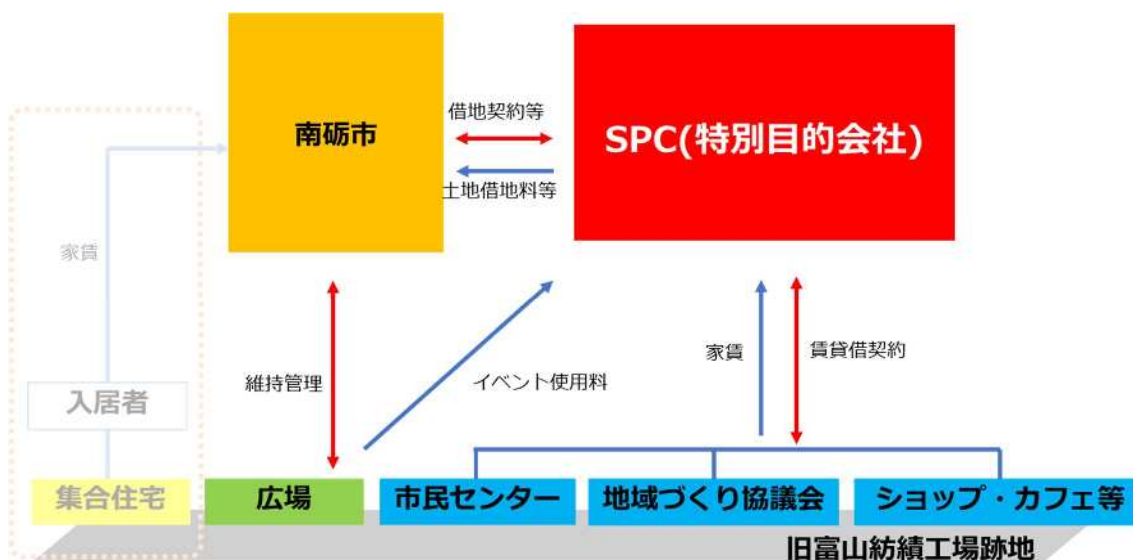 南砺市
借地契約等
SPC(特別目的会社)
土地借地料等
家賃
維持管理
イベント使用料
家賃
賃貸借契約
入居者
集合住宅
広場
市民センター
地域づくり協議会
ショップ・カフェ等
旧富山紡績工場跡地